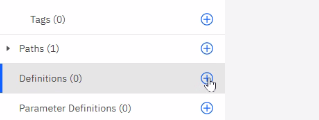 Tags (0)
Paths (1)
Definitions (0)
Parameter Definitions (0)